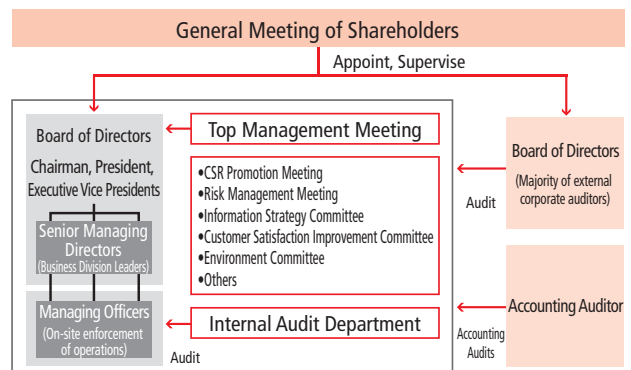 General Meeting of Shareholders
Appoint, Supervise
Board of Directors
Chairman, President,
Executive Vice Presidents
Senior Managing
Directors
(Business Division Leaders)
Managing Officers
(On-site enforcement
of operations)
Top Management Meeting
•CSR Promotion Meeting
•Risk Management Meeting
•Information Strategy Committee
•Customer Satisfaction Improvement Committee
•Environment Committee
•Others
Internal Audit Department
Audit
Audit
Board of Directors
(Majority of external
corporate auditors)
Accounting
Audits
Accounting Auditor